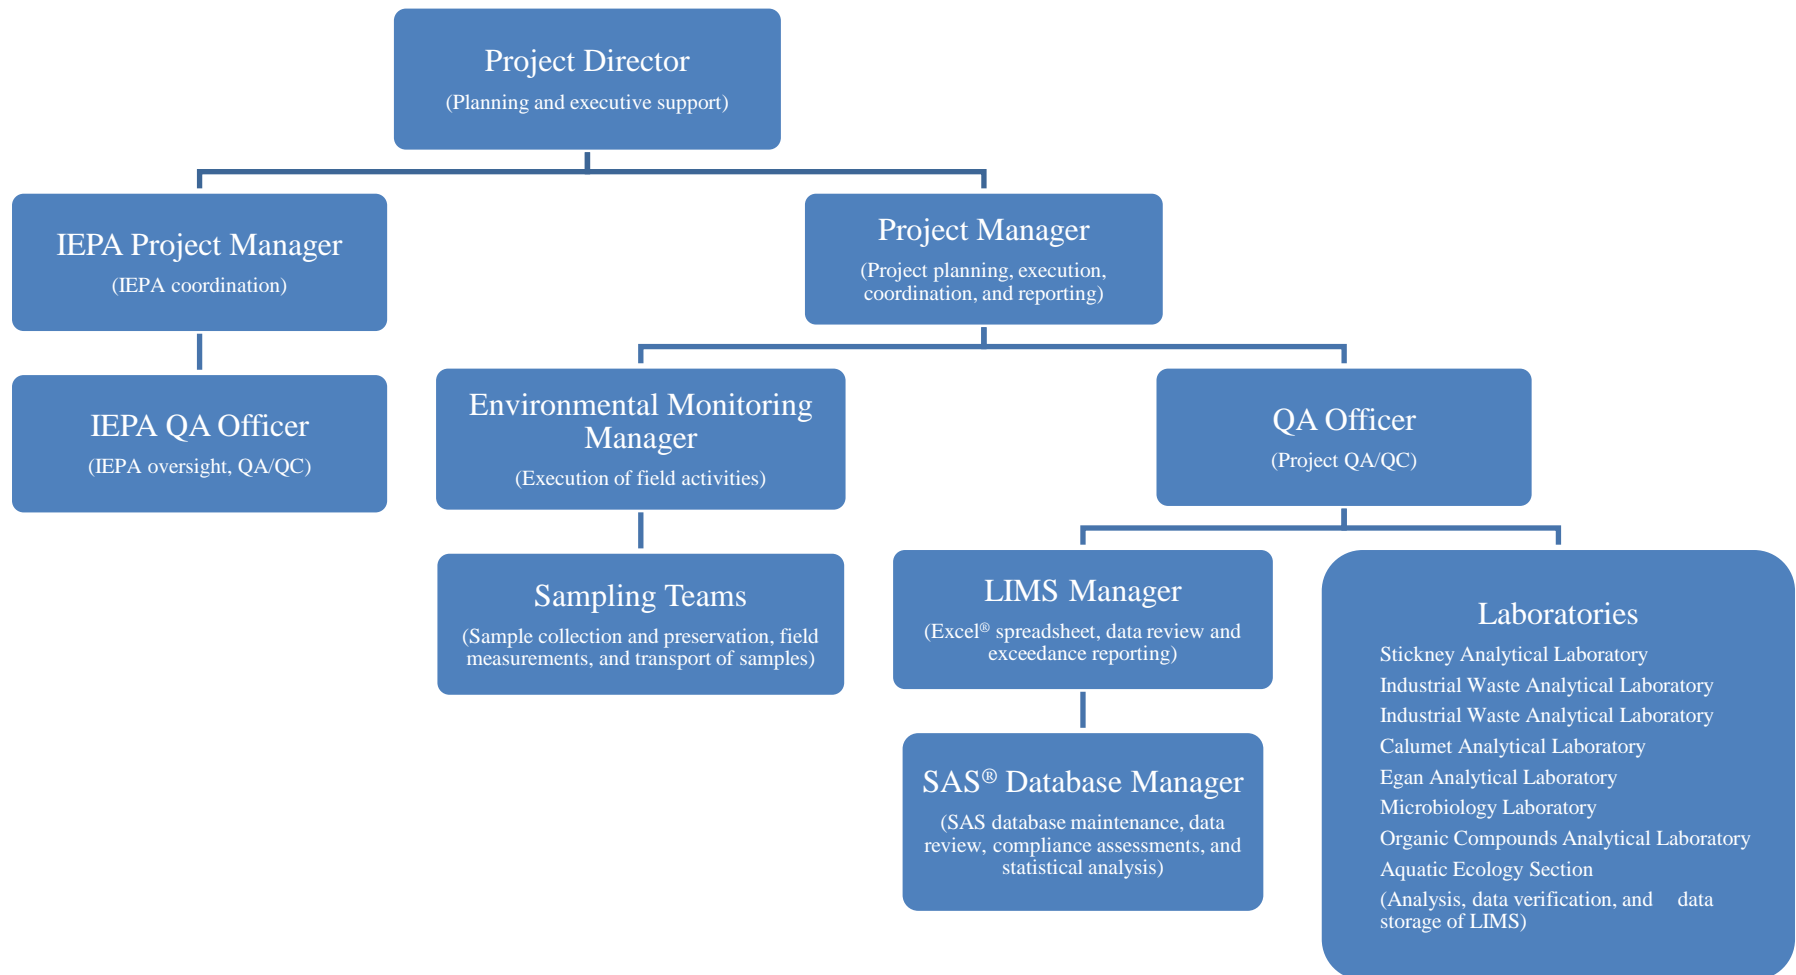 Project Director
(Planning and executive support)
IEPA Project Manager
(IEPA coordination)
Project Manager
(Project planning, execution,
coordination, and reporting)
IEPA QA Officer
(IEPA oversight, QA/QC)
Environmental Monitoring
Manager
(Execution of field activities)
QA Officer
(Project QA/QC)
Sampling Teams
(Sample collection and preservation, field
measurements, and transport of samples)
LIMS Manager
(Excel® spreadsheet, data review and
exceedance reporting)
SAS® Database Manager
(SAS database maintenance, data
review, compliance assessments, and
statistical analysis)
Laboratories
Stickney Analytical Laboratory
Industrial Waste Analytical Laboratory
Industrial Waste Analytical Laboratory
Calumet Analytical Laboratory
Egan Analytical Laboratory
Microbiology Laboratory
Organic Compounds Analytical Laboratory
Aquatic Ecology Section
(Analysis, data verification, and data
storage of LIMS)